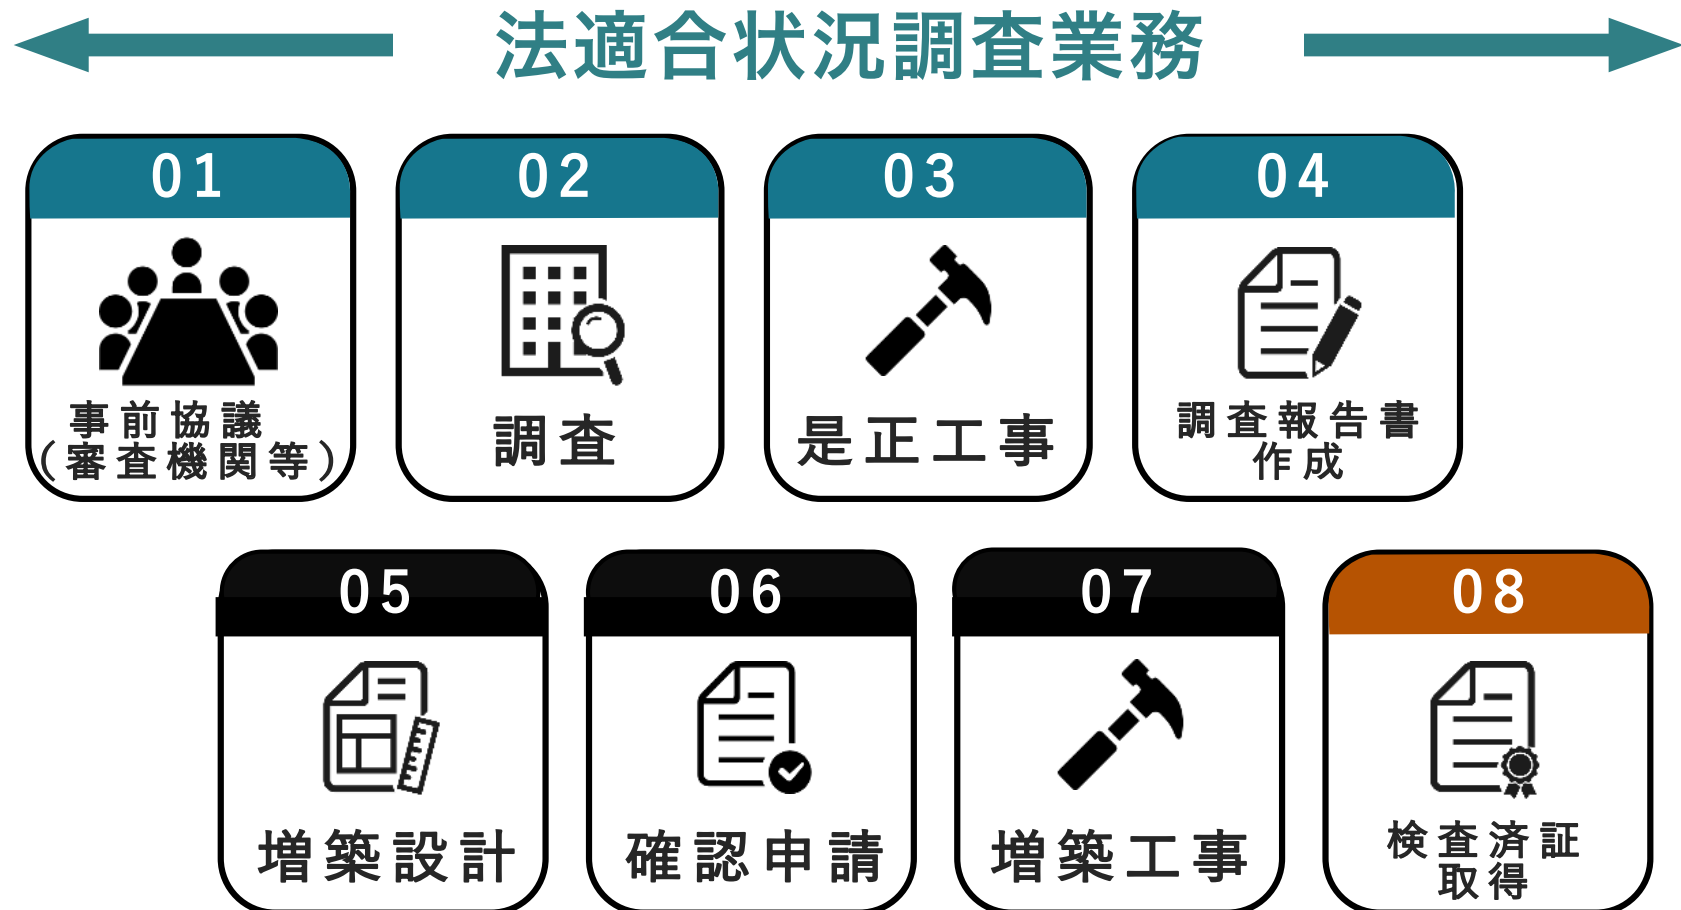 法適合状況調査業務
01
事前協議
（審査機関等）
02
調査
03
是正工事
04
調査報告書
作成
05
増築設計
06
確認申請
07
増築工事
08
検査済証
取得